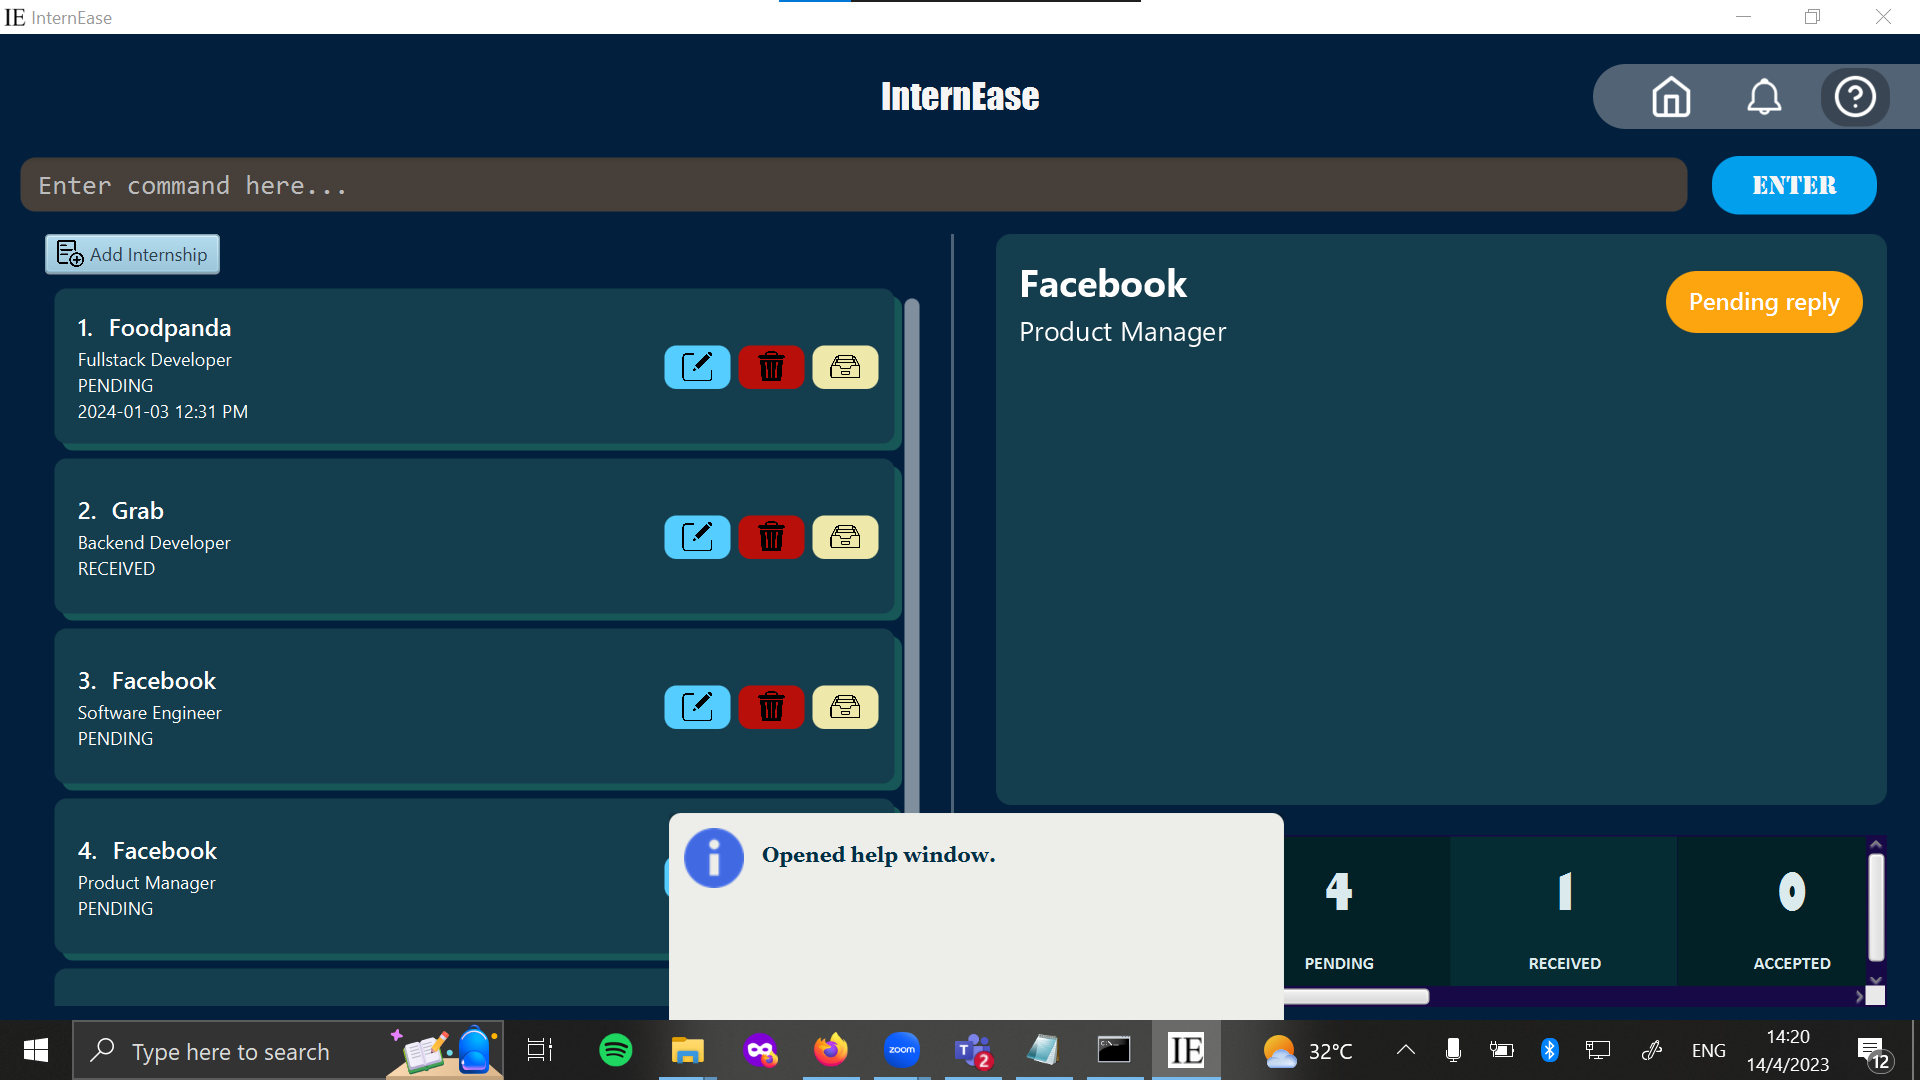 IE InternEase
InternEase
Enter command here...
ENTER
Add Internship
1. Foodpanda
Fullstack Developer
PENDING
2024-01-03 12:31 PM
2. Grab
Backend Developer
RECEIVED
3. Facebook
Software Engineer
PENDING
4. Facebook
Product Manager
PENDING
Facebook
Product Manager
Pending reply
Opened help window.
4
PENDING
1
RECEIVED
0
ACCEPTED
Type here to search
zoom
T
2
IE
32°C
ENG
14:20
14/4/2023
12